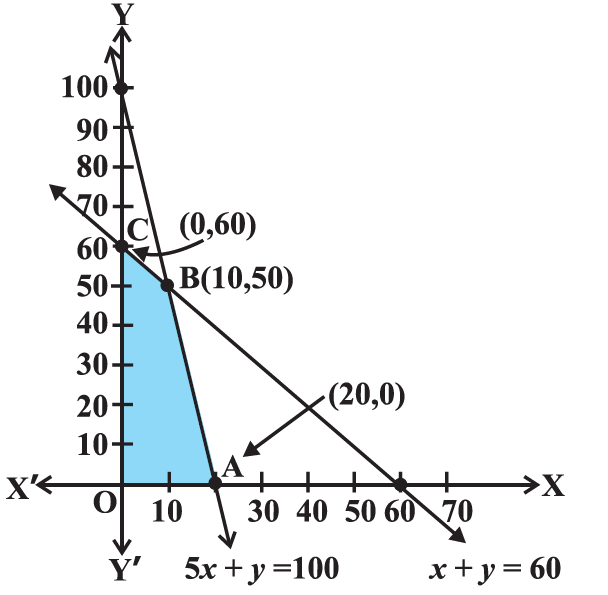 Y
100
90
80
70
60
C
(0,60)
50
B(10,50)
40
30
20
(20,0)
10
A
X′
O
X
10 30 40 50 60 70
Y′
5x + y =100
x + y = 60